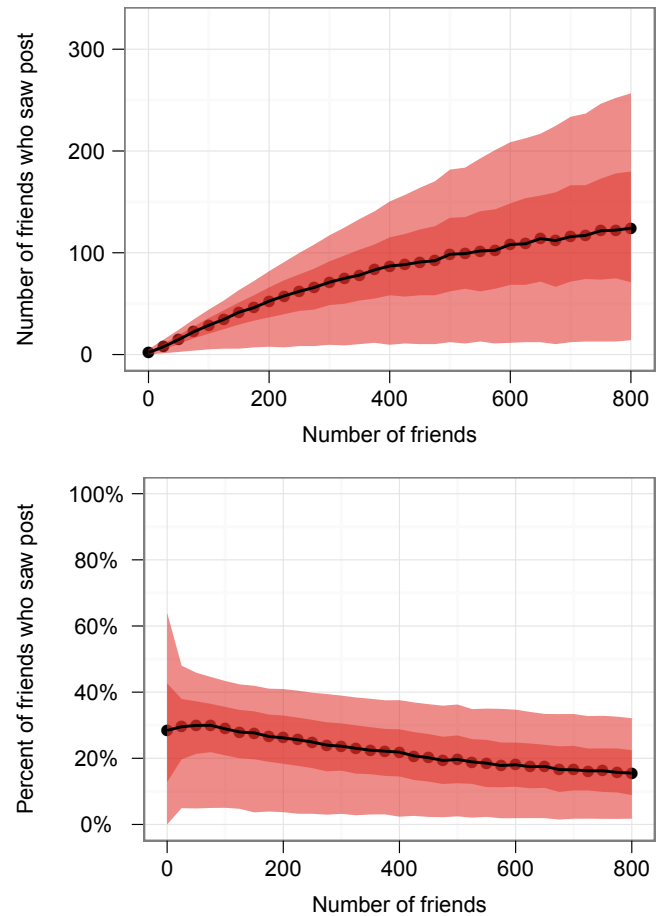 Number of friends who saw post
300
200
100
0
0 200 400 600 800
Number of friends
Percent of friends who saw post
100%
80%
60%
40%
20%
0%
0 200 400 600 800
Number of friends